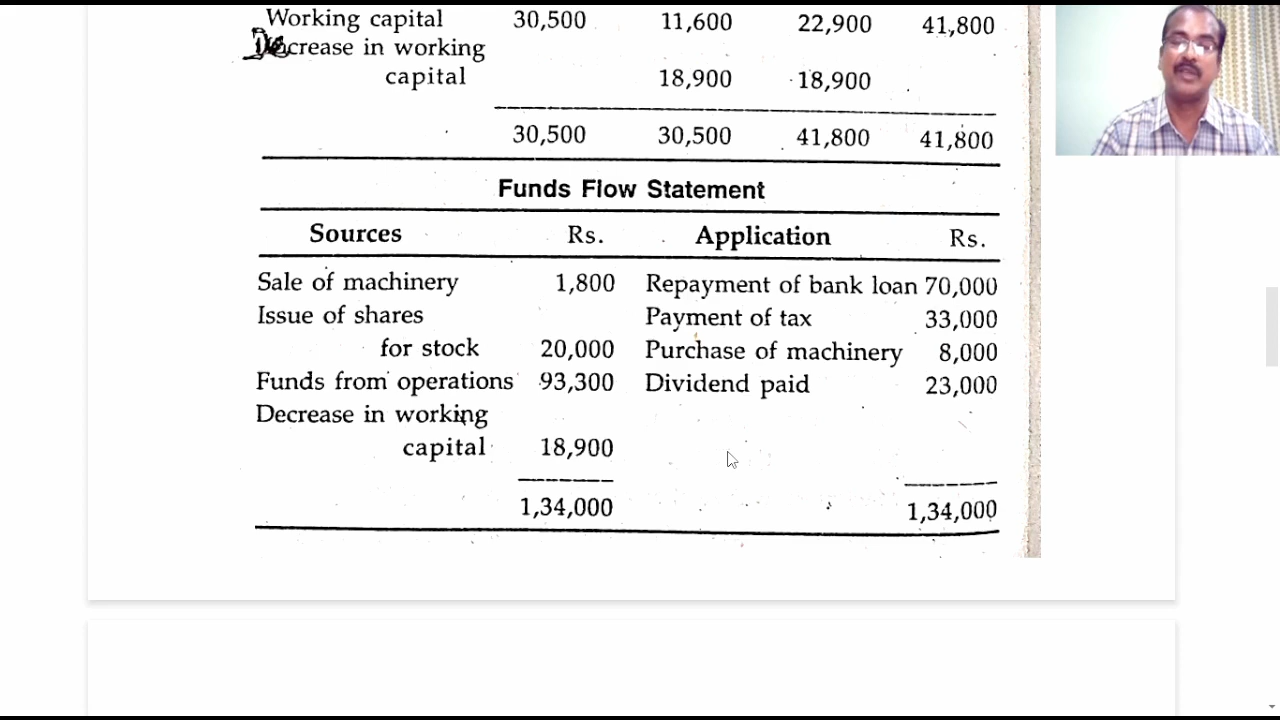 Working capital 30,500 11,600 22,900 41,800
Decrease in working
capital 18,900 18,900
30,500 30,500 41,800 41,800
Funds Flow Statement
Sources Rs. Application Rs.
Sale of machinery 1,800 Repayment of bank loan 70,000
Issue of shares Payment of tax 33,000
for stock 20,000 Purchase of machinery 8,000
Funds from operations 93,300 Dividend paid 23,000
Decrease in working
capital 18,900
1,34,000 1,34,000